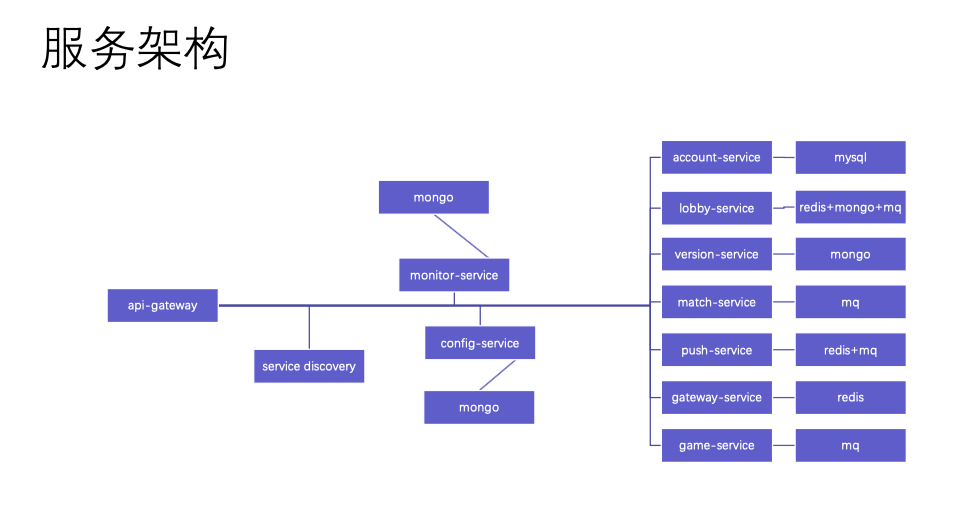 服务架构
mongo
monitor-service
api-gateway
service discovery
config-service
mongo
account-service
mysql
lobby-service
redis+mongo+mq
version-service
mongo
match-service
mq
push-service
redis+mq
gateway-service
redis
game-service
mq